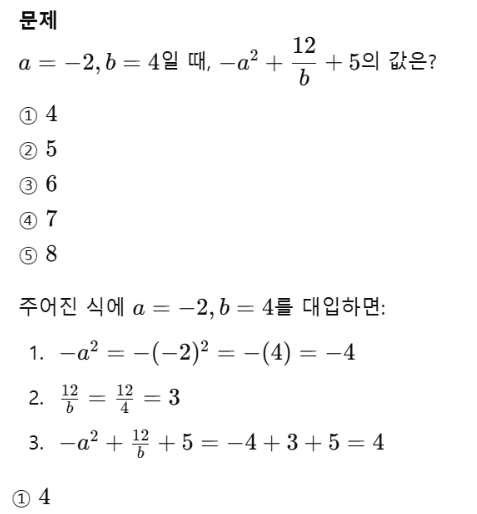 문제
a = −2, b = 4일 때, −a² + 12/b + 5의 값은?
① 4
② 5
③ 6
④ 7
⑤ 8
주어진 식에 a = −2, b = 4를 대입하면:
1. −a² = −(−2)² = −(4) = −4
2. 12/b = 12/4 = 3
3. −a² + 12/b + 5 = −4 + 3 + 5 = 4
① 4